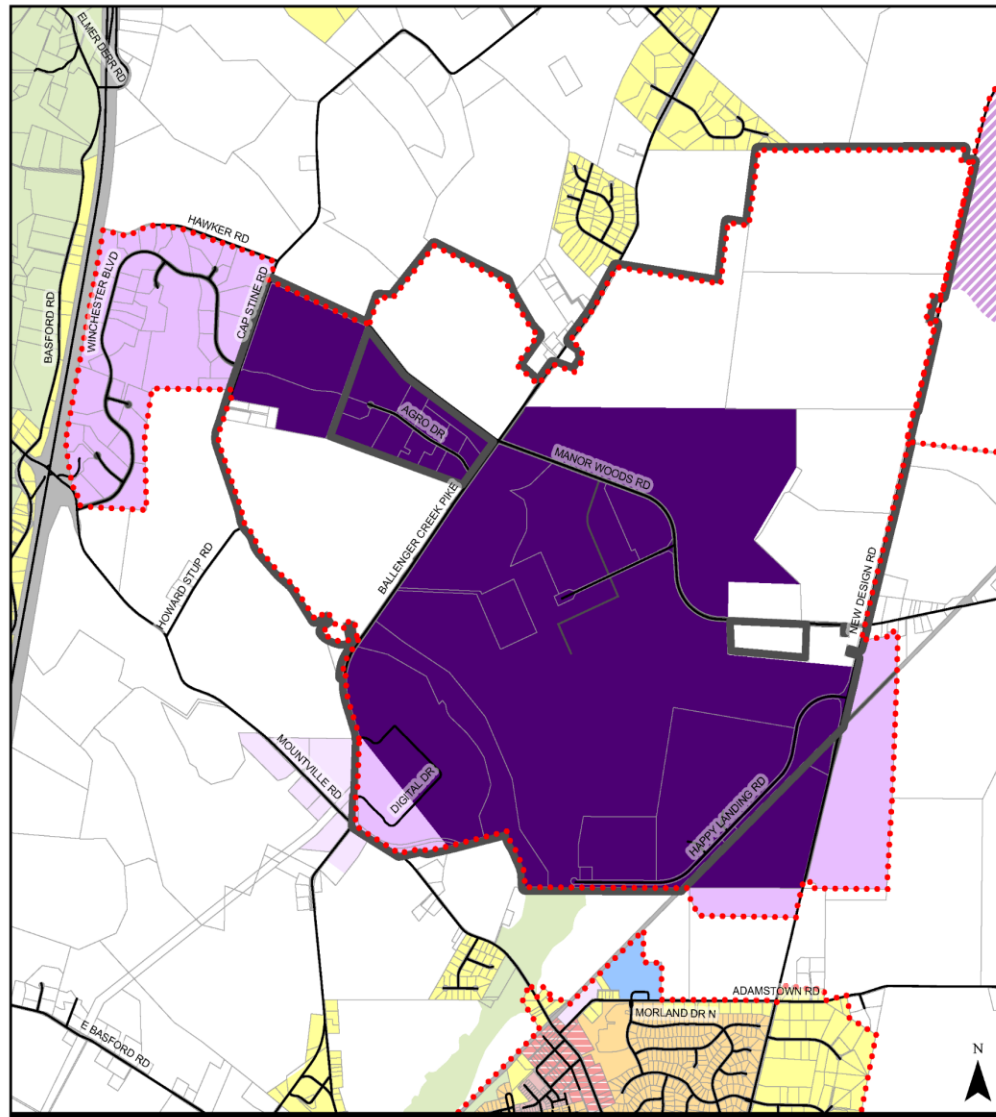 ELMER DERR RD
HAWKER RD
WINCHESTER BLVD
BASFORD RD
CAP STINE RD
AGRO DR
MANOR WOODS RD
BALLENGER CREEK PIKE
NEW DESIGN RD
HOWARD STUP RD
MOUNTVILLE RD
DIGITAL DR
HAPPY LANDING RD
ADAMSTOWN RD
MORLAND DR N
E BASFORD RD
N